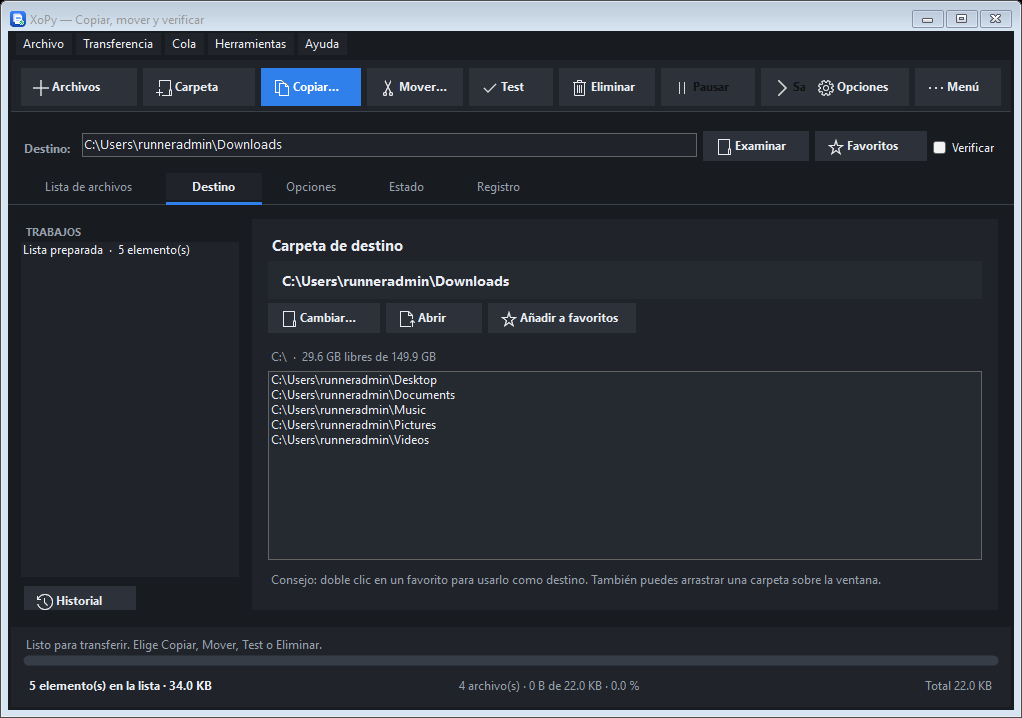 XoPy — Copiar, mover y verificar
Archivo Transferencia Cola Herramientas Ayuda
Archivos Carpeta Copiar... Mover... Test Eliminar Pausar Sa Opciones ... Menú
Destino: C:\Users\runneradmin\Downloads Examinar Favoritos Verificar
Lista de archivos Destino Opciones Estado Registro
TRABAJOS
Lista preparada · 5 elemento(s)
Carpeta de destino
C:\Users\runneradmin\Downloads
Cambiar... Abrir Añadir a favoritos
C:\ · 29.6 GB libres de 149.9 GB
C:\Users\runneradmin\Desktop
C:\Users\runneradmin\Documents
C:\Users\runneradmin\Music
C:\Users\runneradmin\Pictures
C:\Users\runneradmin\Videos
Consejo: doble clic en un favorito para usarlo como destino. También puedes arrastrar una carpeta sobre la ventana.
Historial
Listo para transferir. Elige Copiar, Mover, Test o Eliminar.
5 elemento(s) en la lista · 34.0 KB 4 archivo(s) · 0 B de 22.0 KB · 0.0 % Total 22.0 KB